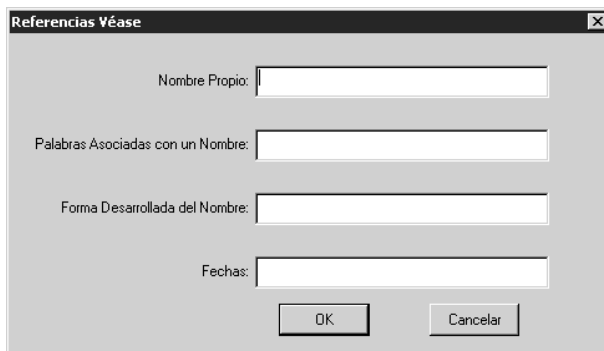 Referencias Véase
Nombre Propio:
Palabras Asociadas con un Nombre:
Forma Desarrollada del Nombre:
Fechas:
OK
Cancelar